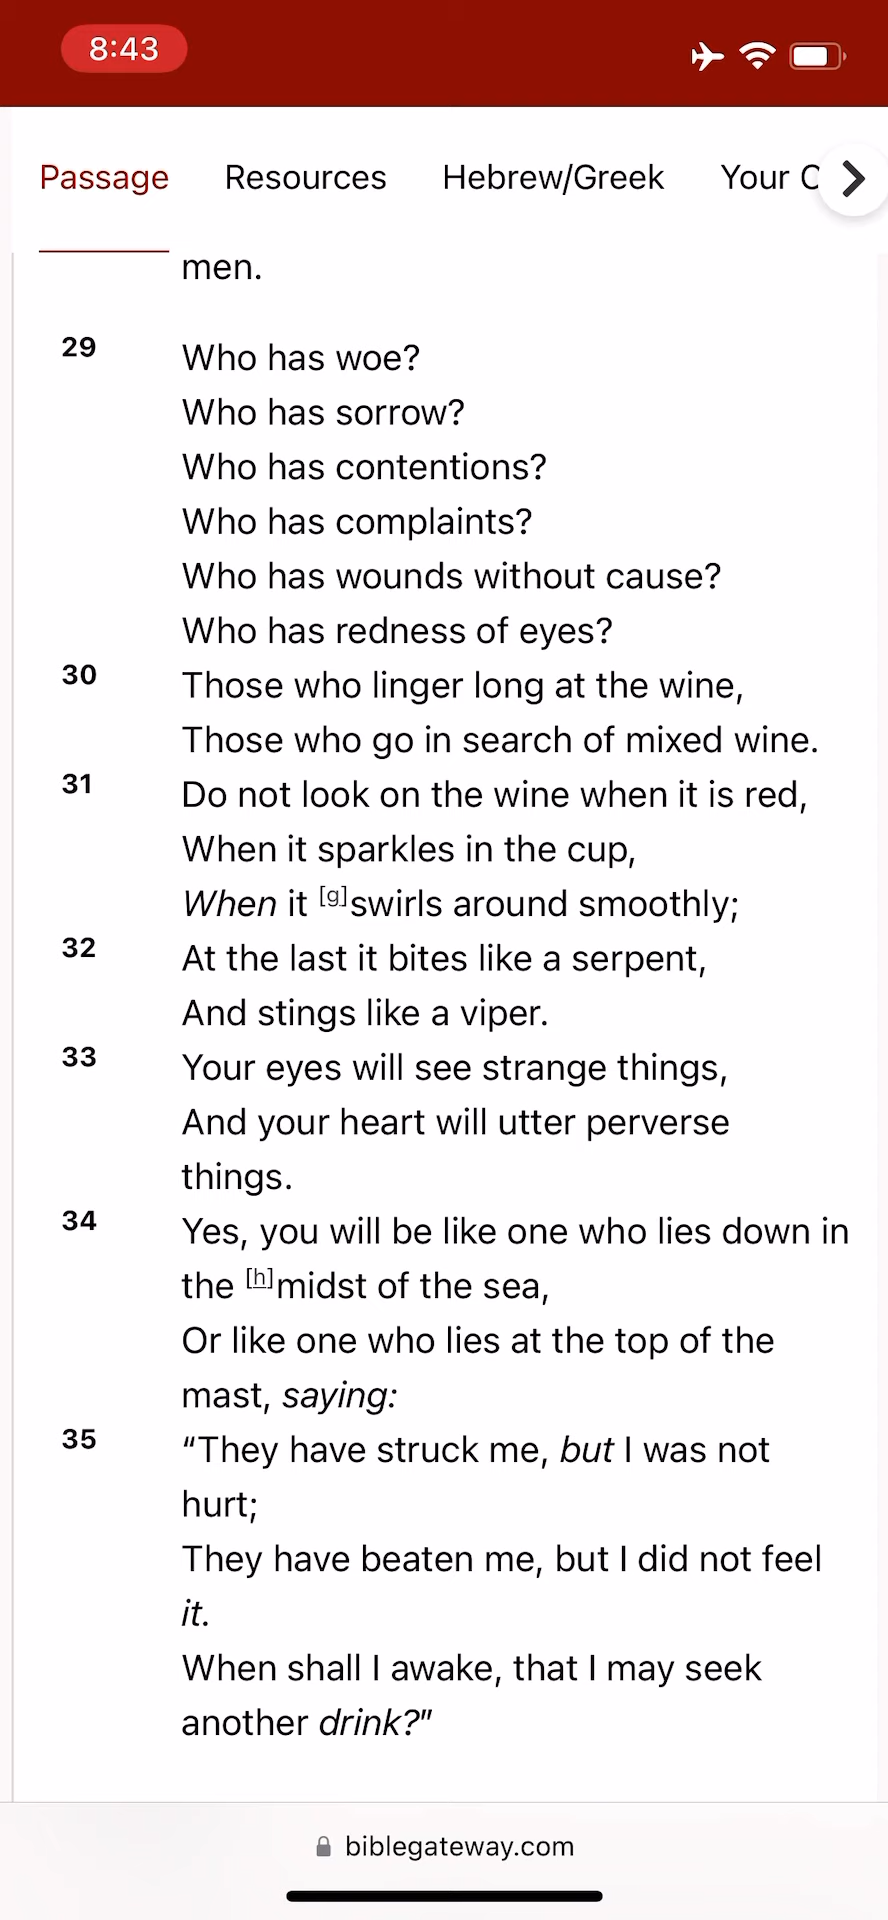 8:43
Passage Resources Hebrew/Greek Your
men.
29 Who has woe?
Who has sorrow?
Who has contentions?
Who has complaints?
Who has wounds without cause?
Who has redness of eyes?
30 Those who linger long at the wine,
Those who go in search of mixed wine.
31 Do not look on the wine when it is red,
When it sparkles in the cup,
When it [g]swirls around smoothly;
32 At the last it bites like a serpent,
And stings like a viper.
33 Your eyes will see strange things,
And your heart will utter perverse
things.
34 Yes, you will be like one who lies down in
the [h]midst of the sea,
Or like one who lies at the top of the
mast, saying:
35 “They have struck me, but I was not
hurt;
They have beaten me, but I did not feel
it.
When shall I awake, that I may seek
another drink?”
biblegateway.com